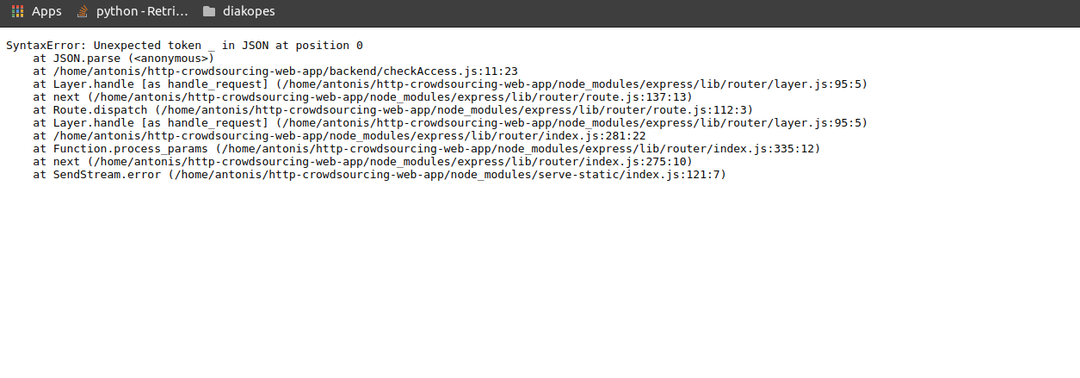 Apps python - Retri... diakopes
SyntaxError: Unexpected token _ in JSON at position 0
at JSON.parse (<anonymous>)
at /home/antonis/http-crowdsourcing-web-app/backend/checkAccess.js:11:23
at Layer.handle [as handle_request] (/home/antonis/http-crowdsourcing-web-app/node_modules/express/lib/router/layer.js:95:5)
at next (/home/antonis/http-crowdsourcing-web-app/node_modules/express/lib/router/route.js:137:13)
at Route.dispatch (/home/antonis/http-crowdsourcing-web-app/node_modules/express/lib/router/route.js:112:3)
at Layer.handle [as handle_request] (/home/antonis/http-crowdsourcing-web-app/node_modules/express/lib/router/layer.js:95:5)
at /home/antonis/http-crowdsourcing-web-app/node_modules/express/lib/router/index.js:281:22
at Function.process_params (/home/antonis/http-crowdsourcing-web-app/node_modules/express/lib/router/index.js:335:12)
at next (/home/antonis/http-crowdsourcing-web-app/node_modules/express/lib/router/index.js:275:10)
at SendStream.error (/home/antonis/http-crowdsourcing-web-app/node_modules/serve-static/index.js:121:7)